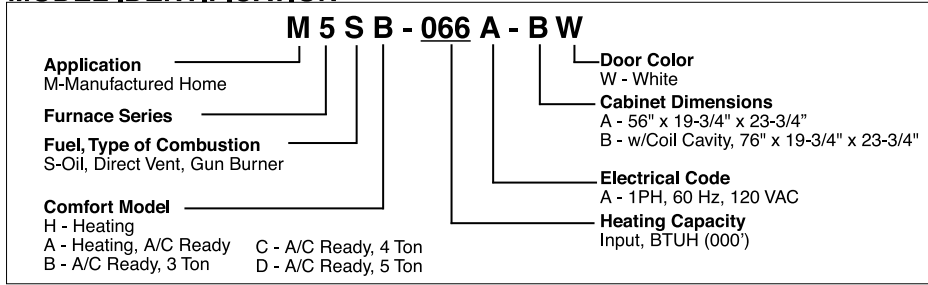 M 5 S B - 066 A - B W
Application
M-Manufactured Home
Furnace Series
Fuel, Type of Combustion
S-Oil, Direct Vent, Gun Burner
Comfort Model
H - Heating
A - Heating, A/C Ready
B - A/C Ready, 3 Ton
C - A/C Ready, 4 Ton
D - A/C Ready, 5 Ton
Door Color
W - White
Cabinet Dimensions
A - 56" x 19-3/4" x 23-3/4”
B - w/Coil Cavity, 76" x 19-3/4" x 23-3/4"
Electrical Code
A - 1PH, 60 Hz, 120 VAC
Heating Capacity
Input, BTUH (000’)